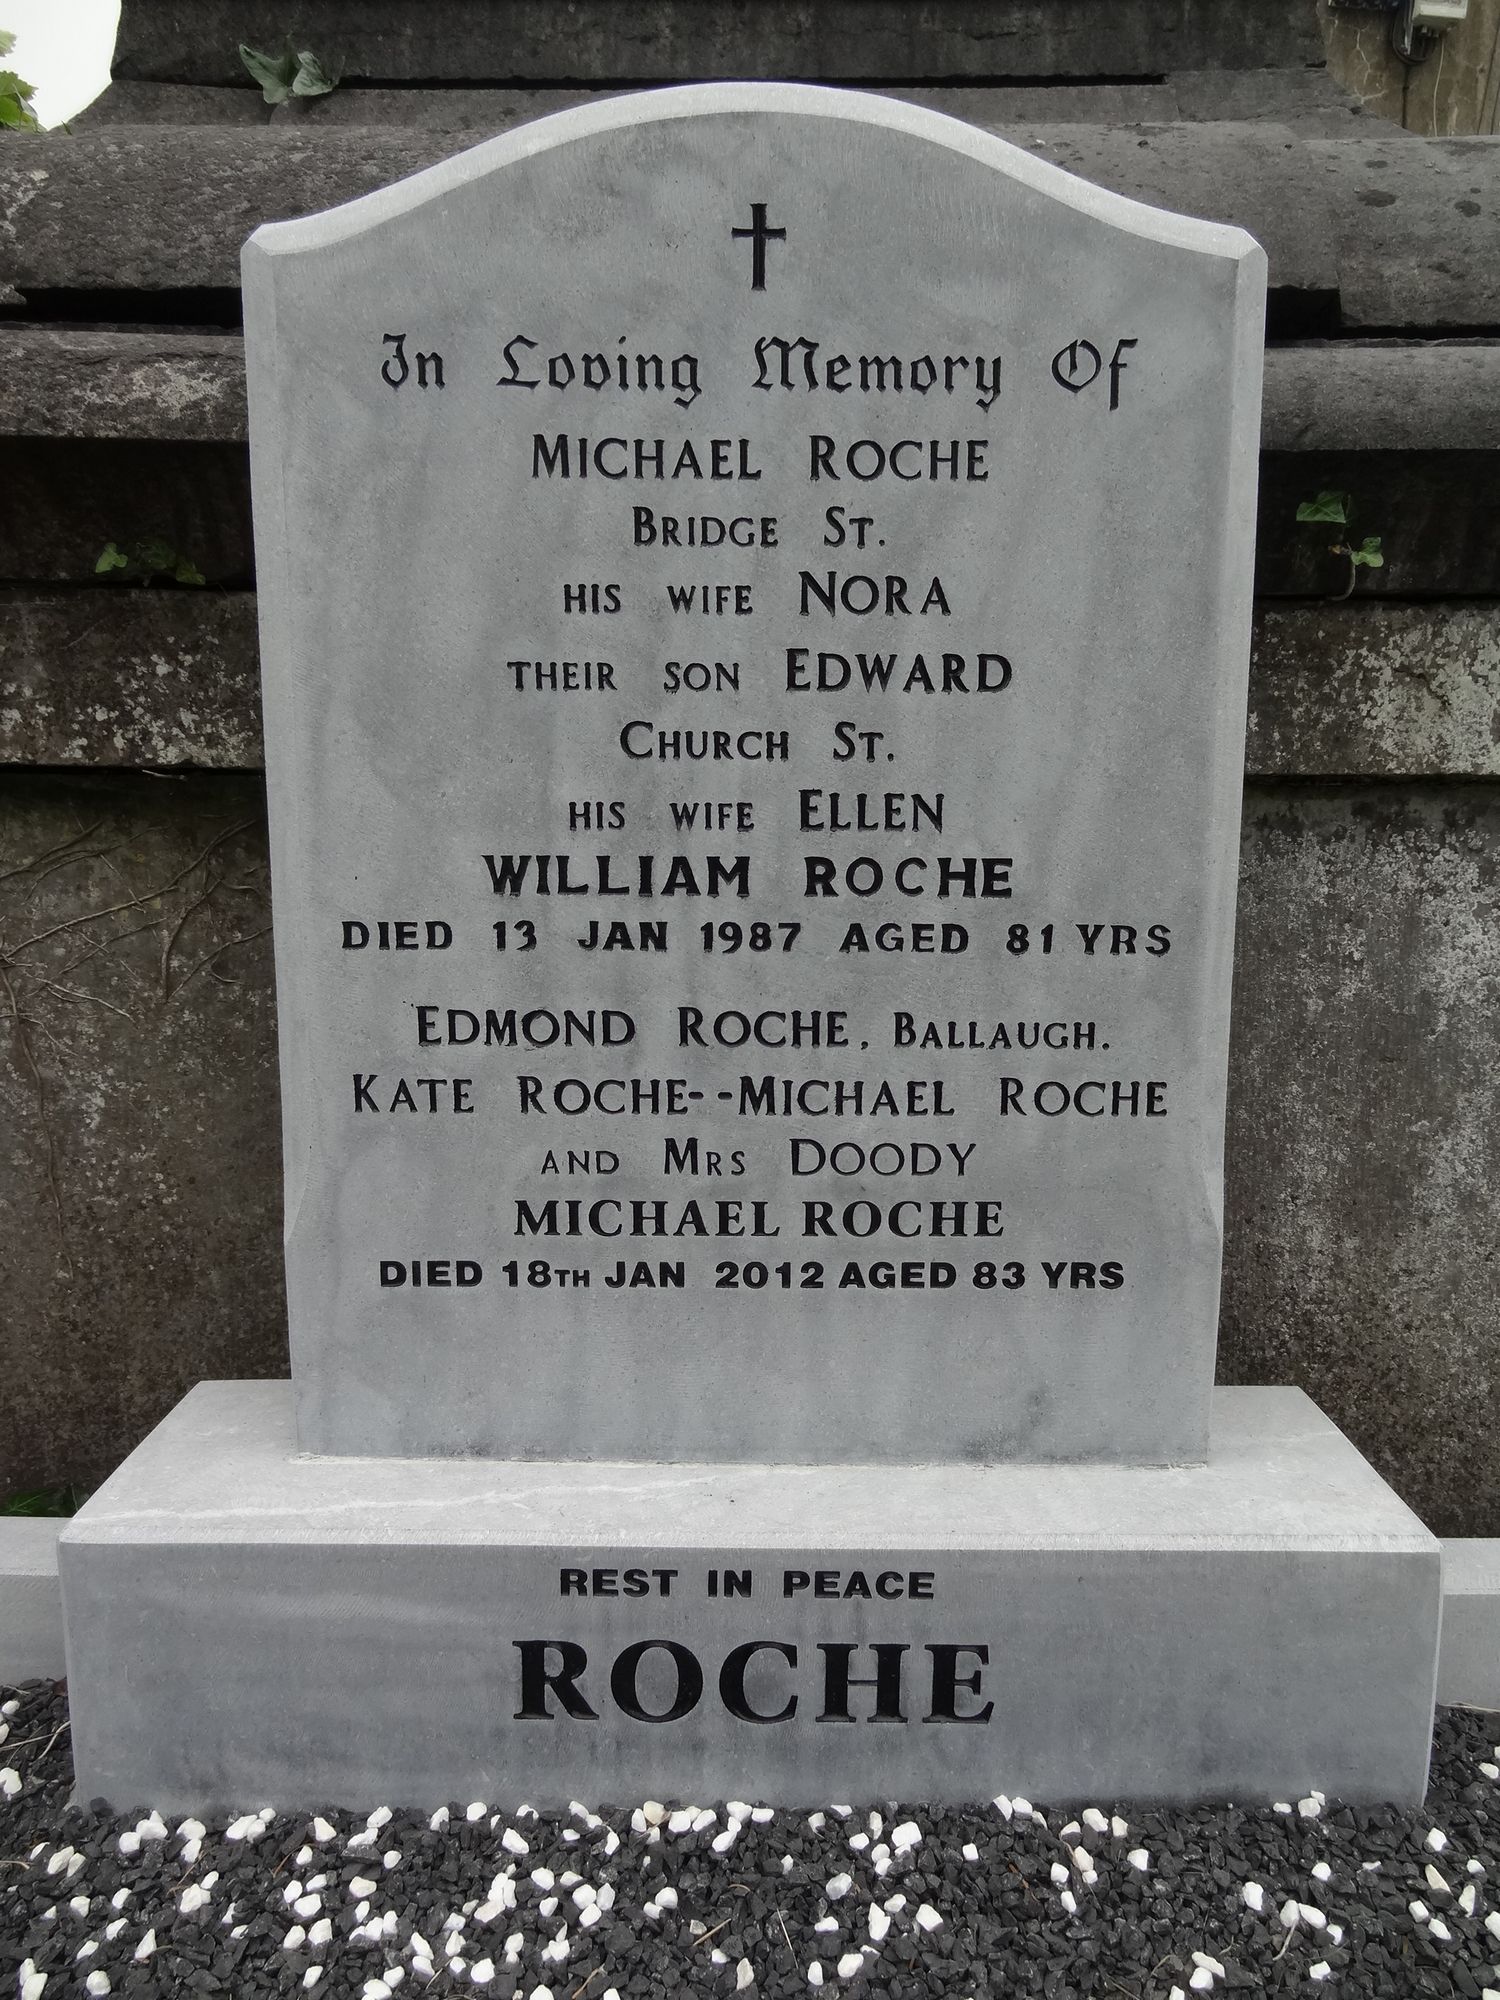 In Loving Memory Of
MICHAEL ROCHE
BRIDGE ST.
HIS WIFE NORA
THEIR SON EDWARD
CHURCH ST.
HIS WIFE ELLEN
WILLIAM ROCHE
DIED 13 JAN 1987 AGED 81 YRS
EDMOND ROCHE, BALLAUGH.
KATE ROCHE--MICHAEL ROCHE
AND MRS DOODY
MICHAEL ROCHE
DIED 18TH JAN 2012 AGED 83 YRS
REST IN PEACE
ROCHE